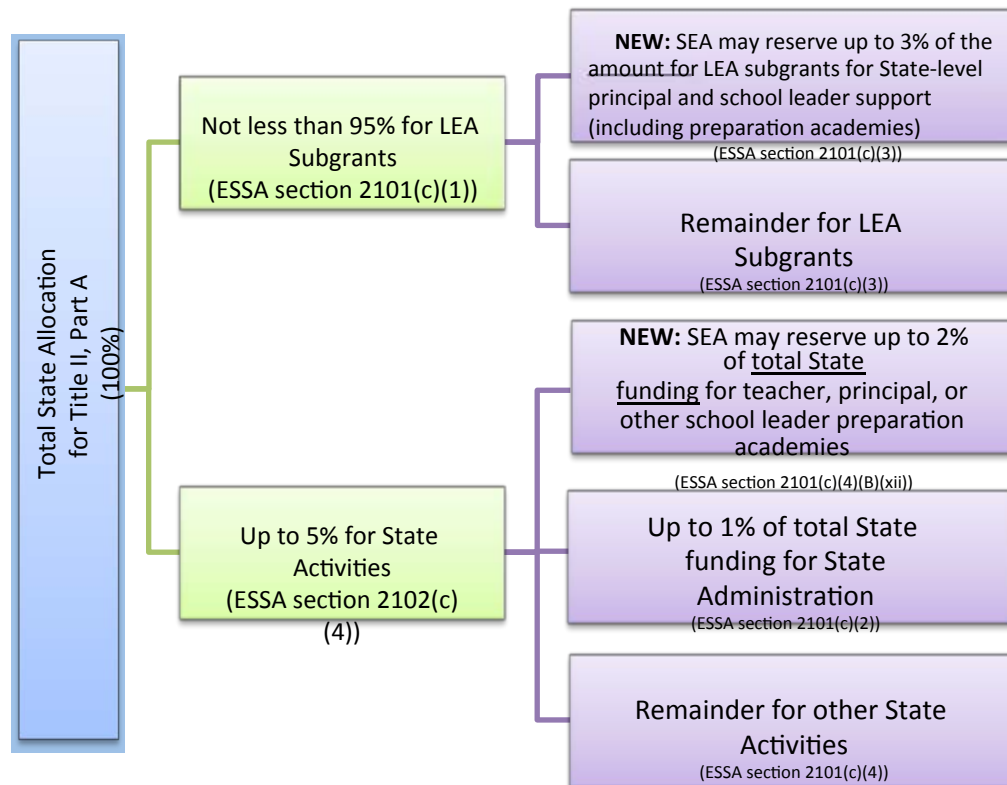 Total State Allocation
for Title II, Part A
(100%)
Not less than 95% for LEA
Subgrants
(ESSA section 2101(c)(1))
NEW: SEA may reserve up to 3% of the
amount for LEA subgrants for State-level
principal and school leader support
(including preparation academies)
(ESSA section 2101(c)(3))
Remainder for LEA
Subgrants
(ESSA section 2101(c)(3))
Up to 5% for State
Activities
(ESSA section 2102(c)
(4))
NEW: SEA may reserve up to 2%
of total State
funding for teacher, principal, or
other school leader preparation
academies
(ESSA section 2101(c)(4)(B)(xii))
Up to 1% of total State
funding for State
Administration
(ESSA section 2101(c)(2))
Remainder for other State
Activities
(ESSA section 2101(c)(4))